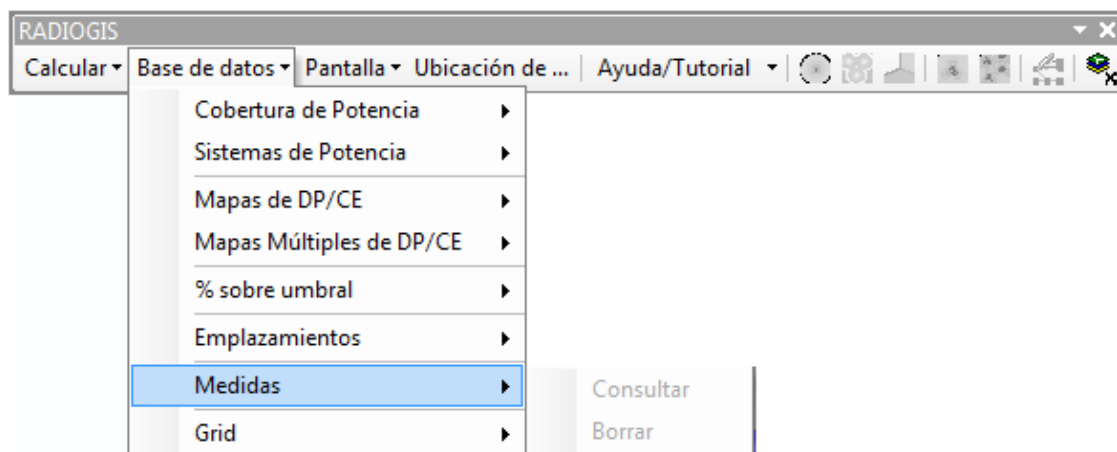 RADIOGIS
Calcular Base de datos Pantalla Ubicación de ... Ayuda/Tutorial
Cobertura de Potencia
Sistemas de Potencia
Mapas de DP/CE
Mapas Múltiples de DP/CE
% sobre umbral
Emplazamientos
Medidas
Consultar
Grid
Borrar